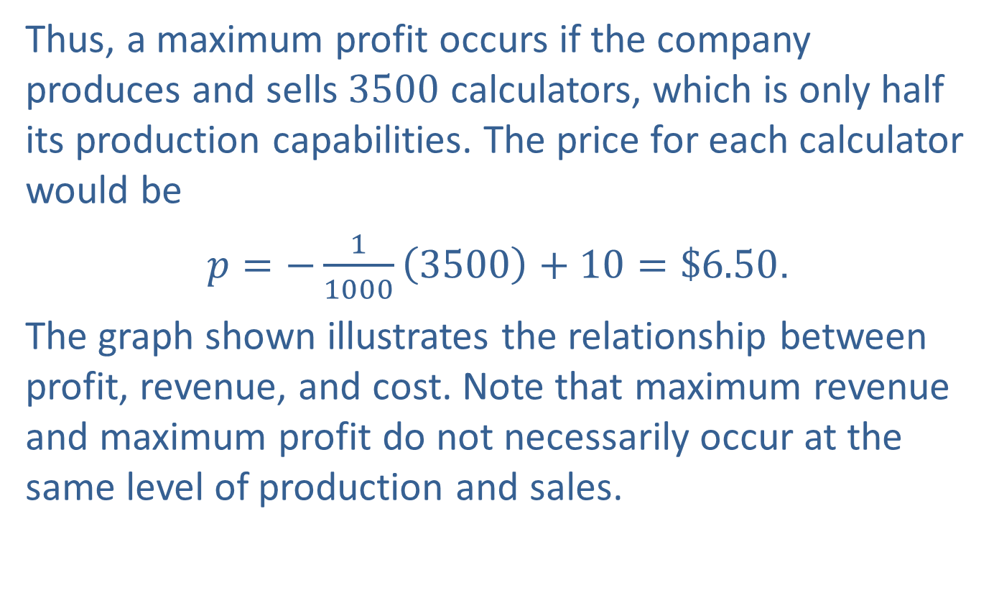 Thus, a maximum profit occurs if the company
produces and sells 3500 calculators, which is only half
its production capabilities. The price for each calculator
would be
p = −1/1000 (3500) + 10 = $6.50.
The graph shown illustrates the relationship between
profit, revenue, and cost. Note that maximum revenue
and maximum profit do not necessarily occur at the
same level of production and sales.